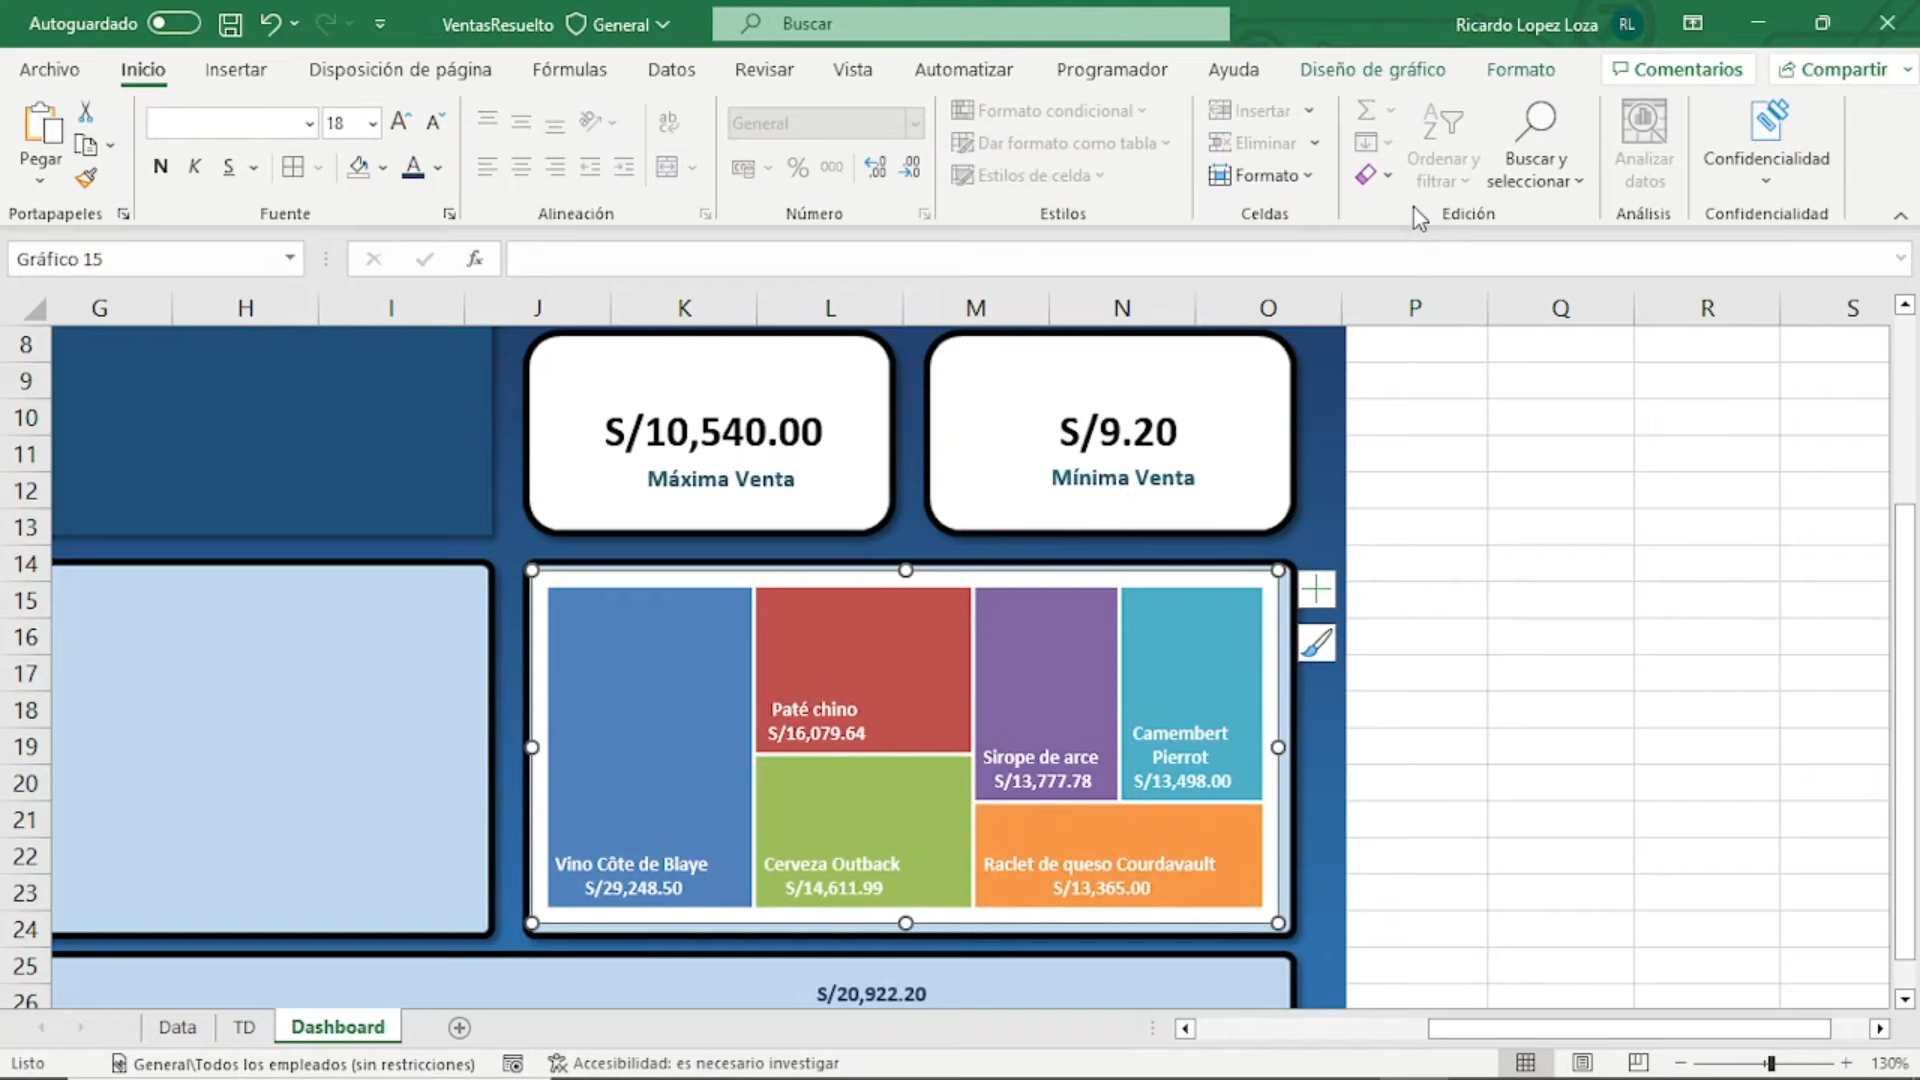 Autoguardado
VentasResuelto
General
Buscar
Ricardo Lopez Loza
RL
Archivo
Inicio
Insertar
Disposición de página
Fórmulas
Datos
Revisar
Vista
Automatizar
Programador
Ayuda
Diseño de gráfico
Formato
Comentarios
Compartir
Pegar
Portapapeles
18
N K S
Fuente
ab
Alineación
General
% 000
Número
Formato condicional
Dar formato como tabla
Estilos de celda
Estilos
Insertar
Eliminar
Formato
Celdas
Ordenar y
filtrar
Buscar y
seleccionar
Edición
Analizar
datos
Análisis
Confidencialidad
Confidencialidad
Gráfico 15
fx
G H I J K L M N O P Q R S
8
9
10
11
12
13
14
15
16
17
18
19
20
21
22
23
24
25
26
S/10,540.00
Máxima Venta
S/9.20
Mínima Venta
Vino Côte de Blaye
S/29,248.50
Paté chino
S/16,079.64
Cerveza Outback
S/14,611.99
Sirope de arce
S/13,777.78
Camembert
Pierrot
S/13,498.00
Raclet de queso Courdavault
S/13,365.00
S/20,922.20
Data
TD
Dashboard
Listo
General\Todos los empleados (sin restricciones)
Accesibilidad: es necesario investigar
130%